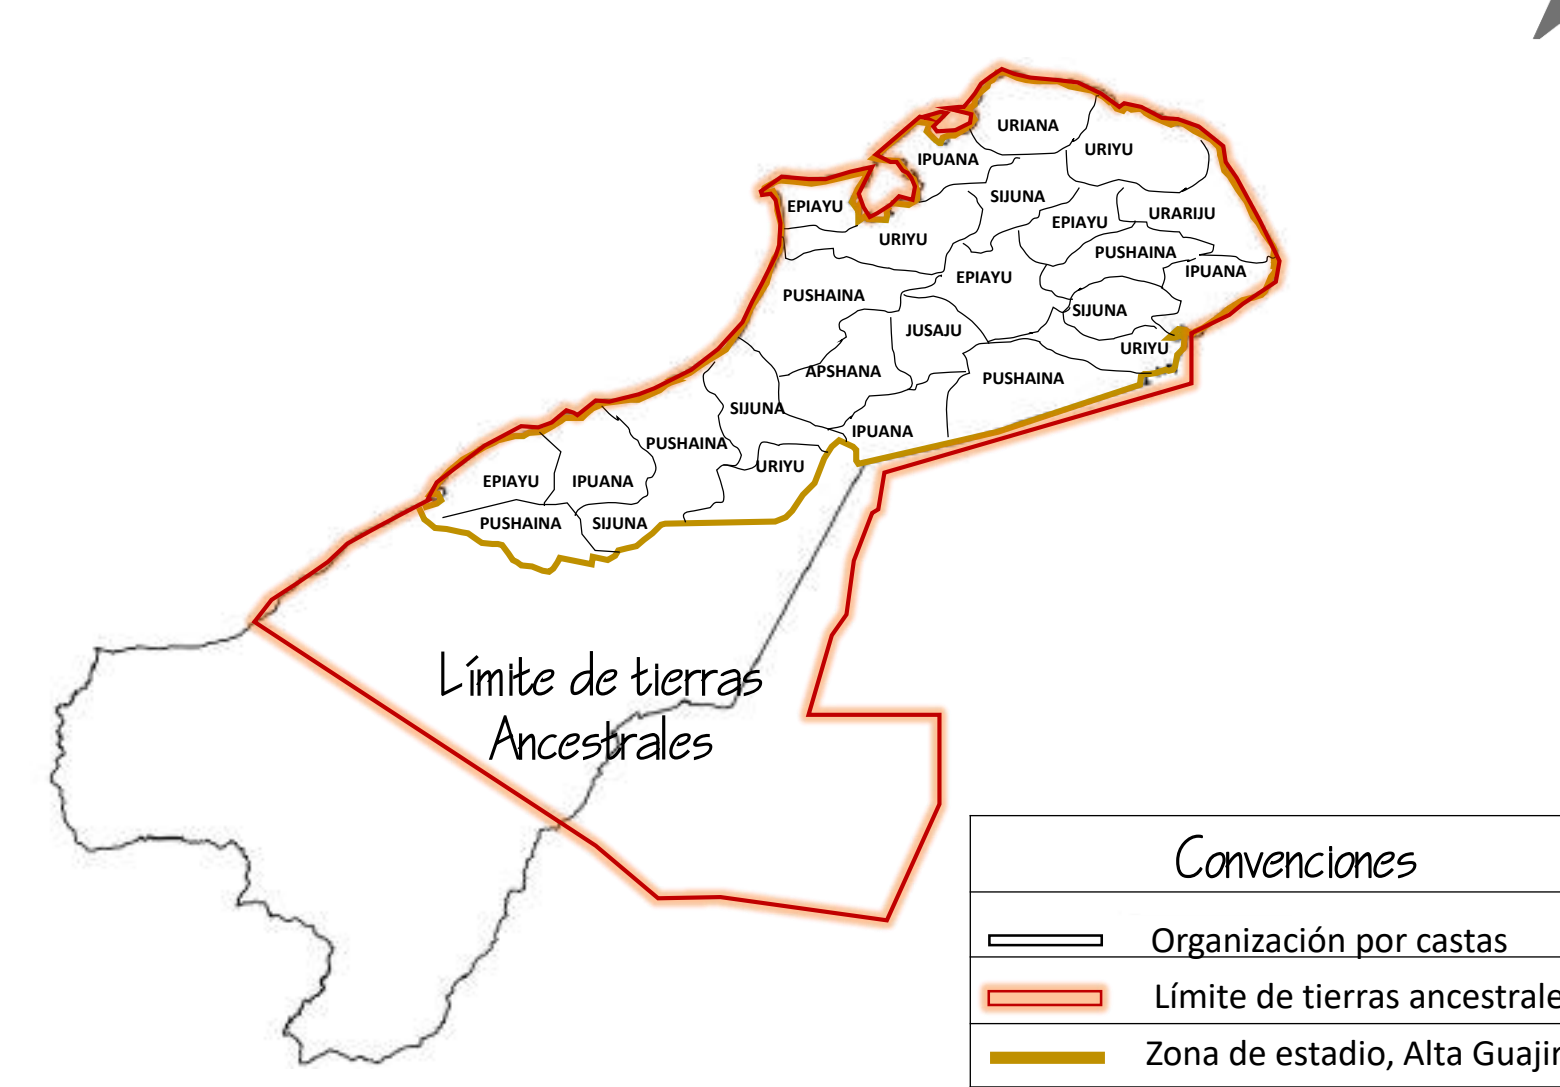 URIANA
URIYU
IPUANA
SIJUNA
EPIAYU
URARIJU
EPIAYU
URIYU
PUSHAINA
IPUANA
EPIAYU
PUSHAINA
SIJUNA
JUSAJU
URIYU
APSHANA
PUSHAINA
SIJUNA
IPUANA
PUSHAINA
URIYU
EPIAYU
IPUANA
PUSHAINA
SIJUNA
Límite de tierras
Ancestrales
Convenciones
Organización por castas
Límite de tierras ancestrale
Zona de estadio, Alta Guajir